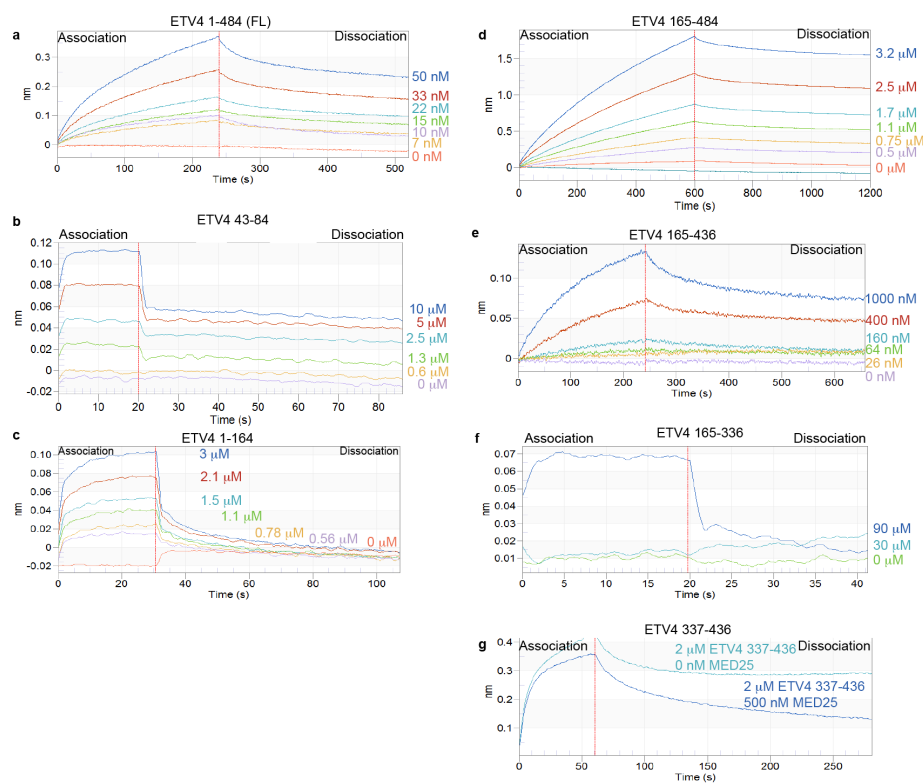 a
ETV4 1-484 (FL)
Association
Dissociation
nm
0.3
0.2
0.1
0
50 nM
33 nM
22 nM
15 nM
10 nM
7 nM
0 nM
0 100 200 300 400 500
Time (s)
b
ETV4 43-84
Association
Dissociation
nm
0.12
0.10
0.08
0.06
0.04
0.02
0
-0.02
10 μM
5 μM
2.5 μM
1.3 μM
0.6 μM
0 μM
0 10 20 30 40 50 60 70 80
Time (s)
c
ETV4 1-164
Association
Dissociation
nm
0.10
0.08
0.06
0.04
0.02
0
-0.02
3 μM
2.1 μM
1.5 μM
1.1 μM
0.78 μM
0.56 μM
0 μM
0 20 40 60 80 100
Time (s)
d
ETV4 165-484
Association
Dissociation
nm
1.5
1.0
0.5
0
3.2 μM
2.5 μM
1.7 μM
1.1 μM
0.75 μM
0.5 μM
0 μM
0 200 400 600 800 1000 1200
Time (s)
e
ETV4 165-436
Association
Dissociation
nm
0.10
0.05
0
1000 nM
400 nM
160 nM
64 nM
26 nM
0 nM
0 100 200 300 400 500 600
Time (s)
f
ETV4 165-336
Association
Dissociation
nm
0.07
0.06
0.05
0.04
0.03
0.02
0.01
90 μM
30 μM
0 μM
0 5 10 15 20 25 30 35 40
Time (s)
g
ETV4 337-436
Association
Dissociation
nm
0.4
0.3
0.2
0.1
2 μM ETV4 337-436
0 nM MED25
2 μM ETV4 337-436
500 nM MED25
0 50 100 150 200 250
Time (s)